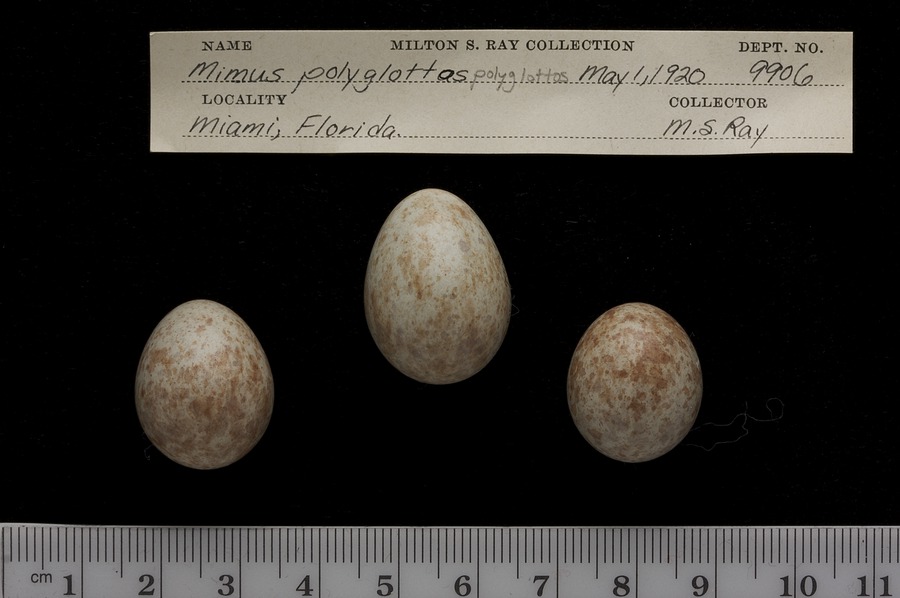 NAME MILTON S. RAY COLLECTION DEPT. NO.
Mimus polyglottos polyglottos May 1, 1920 9906
LOCALITY COLLECTOR
Miami, Florida. M.S. Ray
cm 1 2 3 4 5 6 7 8 9 10 11